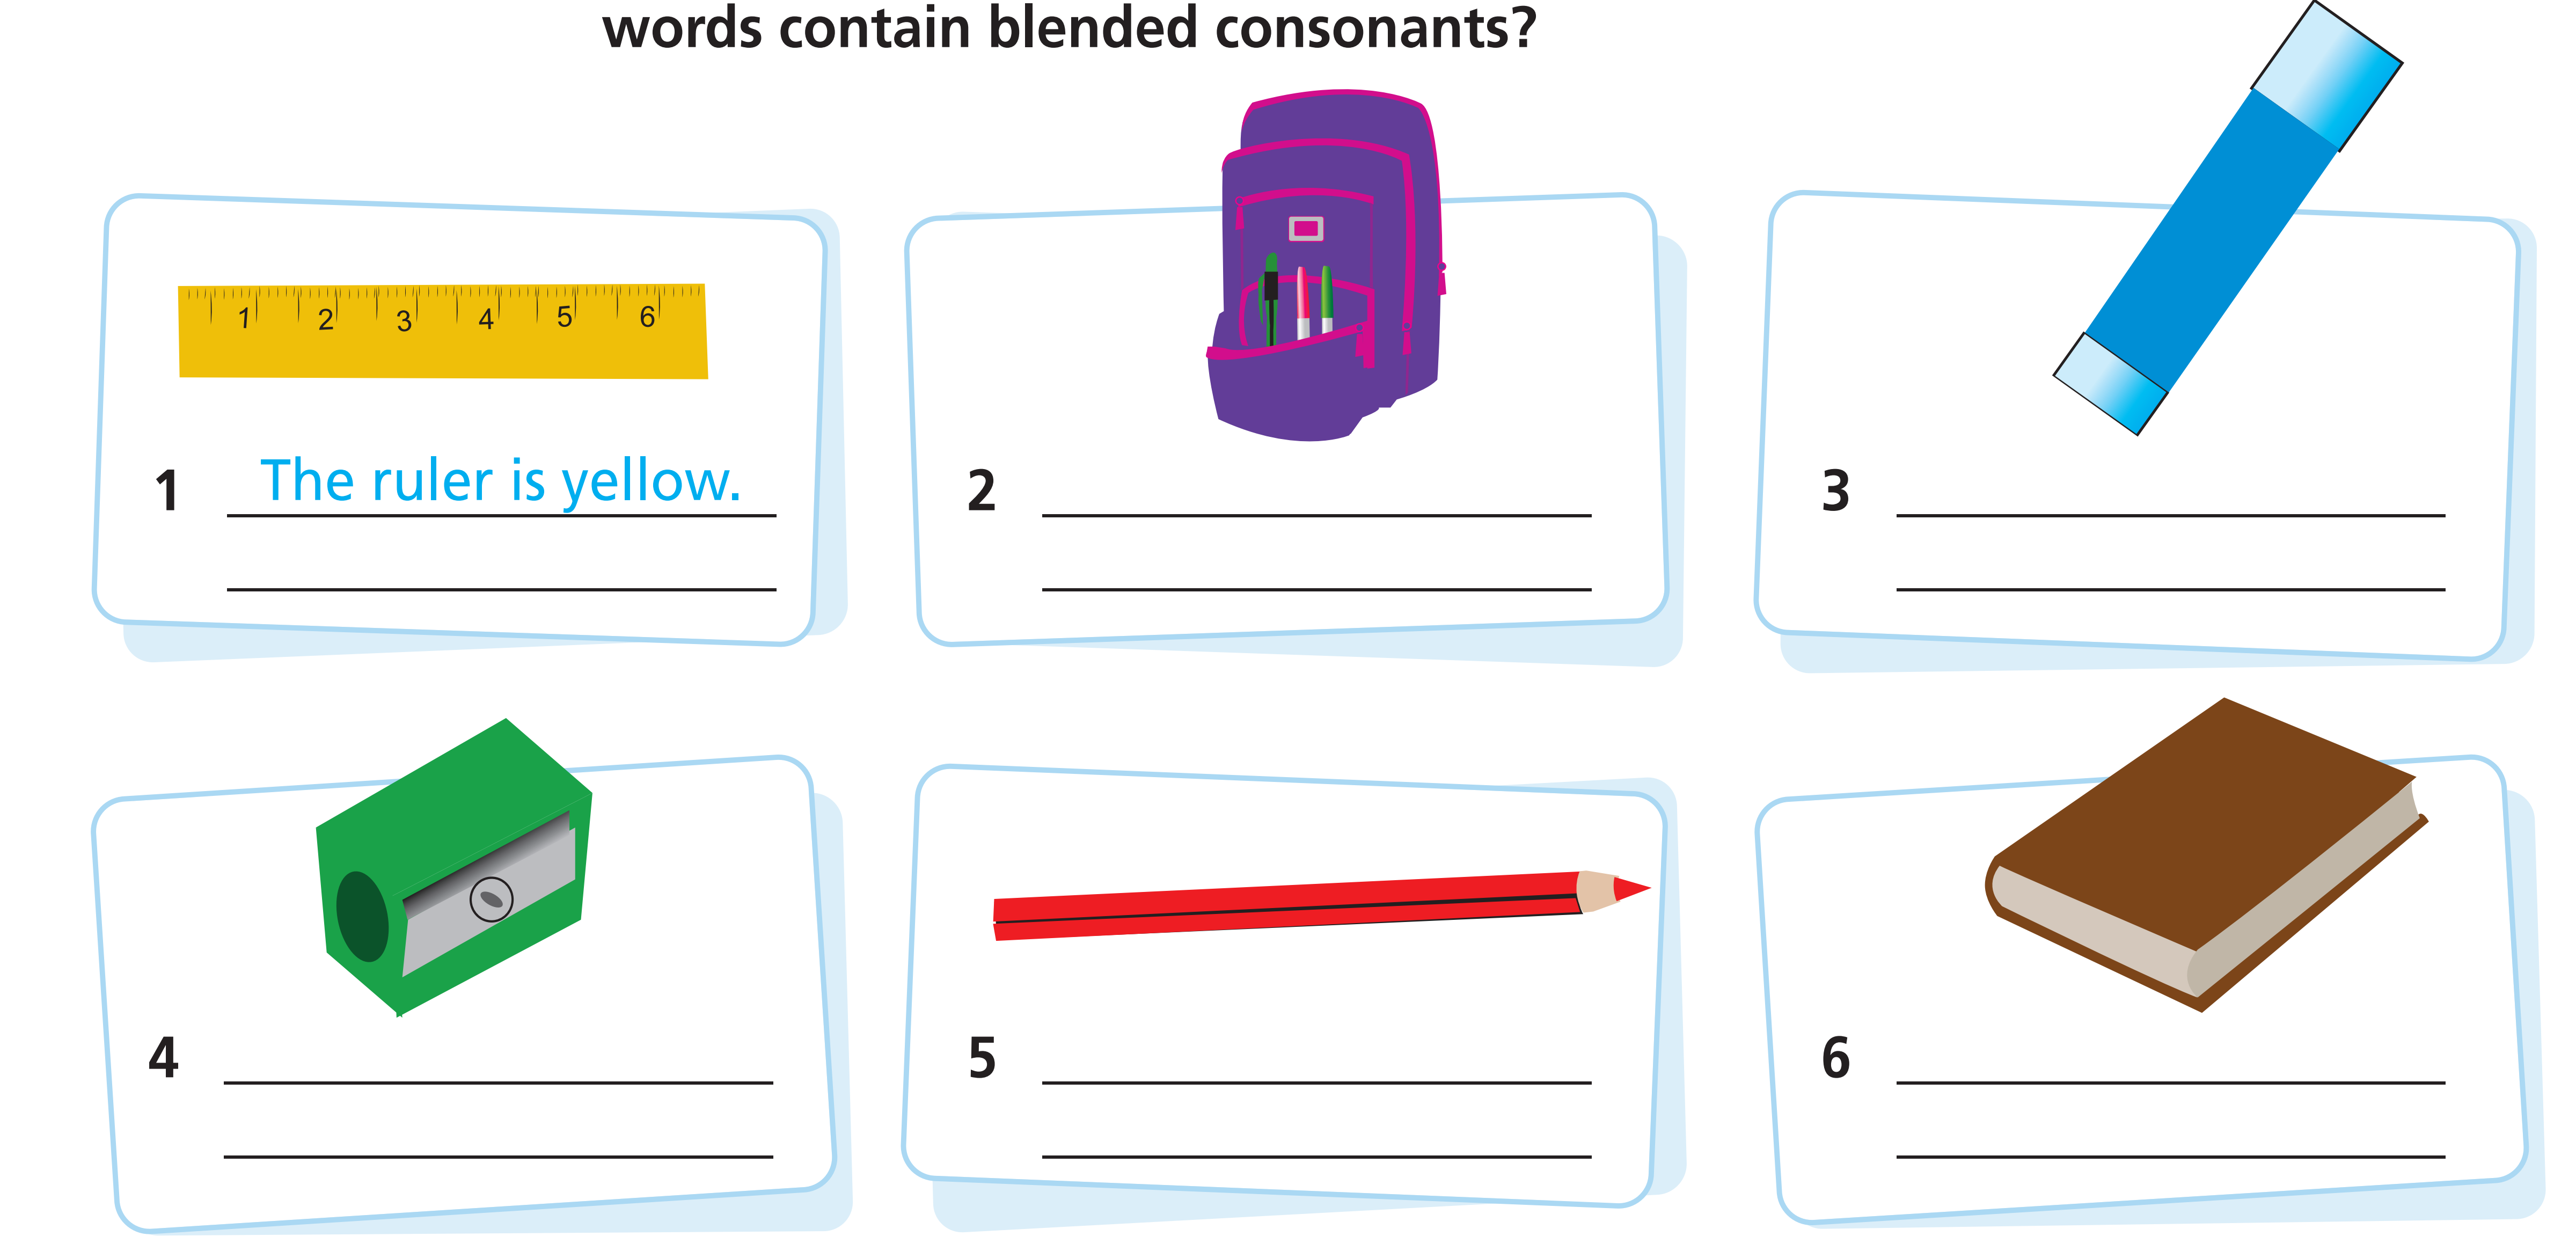 words contain blended consonants?
1 2 3 4 5 6
1 The ruler is yellow.
2
3
4
5
6